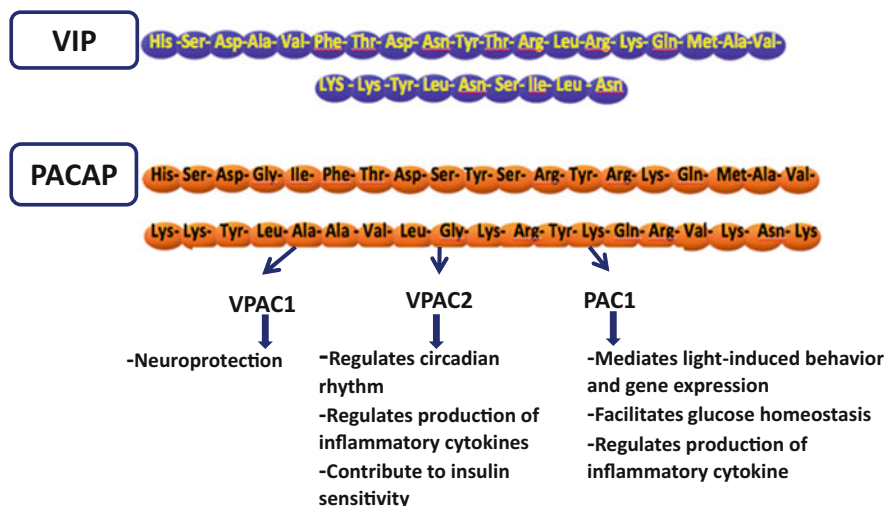 VIP
His -Ser- Asp-Ala- Val- Phe- Thr- Asp- Asn-Tyr-Thr- Arg- Leu-Arg- Lys- Gln- Met-Ala-Val-
LYS - Lys -Tyr- Leu- Asn- Ser- Ile- Leu - Asn
PACAP
His- Ser- Asp- Gly- Ile- Phe- Thr- Asp- Ser- Tyr- Ser- Arg- Tyr- Arg- Lys- Gln- Met-Ala- Val-
Lys- Lys- Tyr- Leu- Ala- Ala - Val- Leu- Gly- Lys- Arg- Tyr- Lys- Gln- Arg- Val- Lys- Asn- Lys
VPAC1 VPAC2 PAC1
-Neuroprotection
-Regulates circadian
rhythm
-Regulates production of
inflammatory cytokines
-Contribute to insulin
sensitivity
-Mediates light-induced behavior
and gene expression
-Facilitates glucose homeostasis
-Regulates production of
inflammatory cytokine